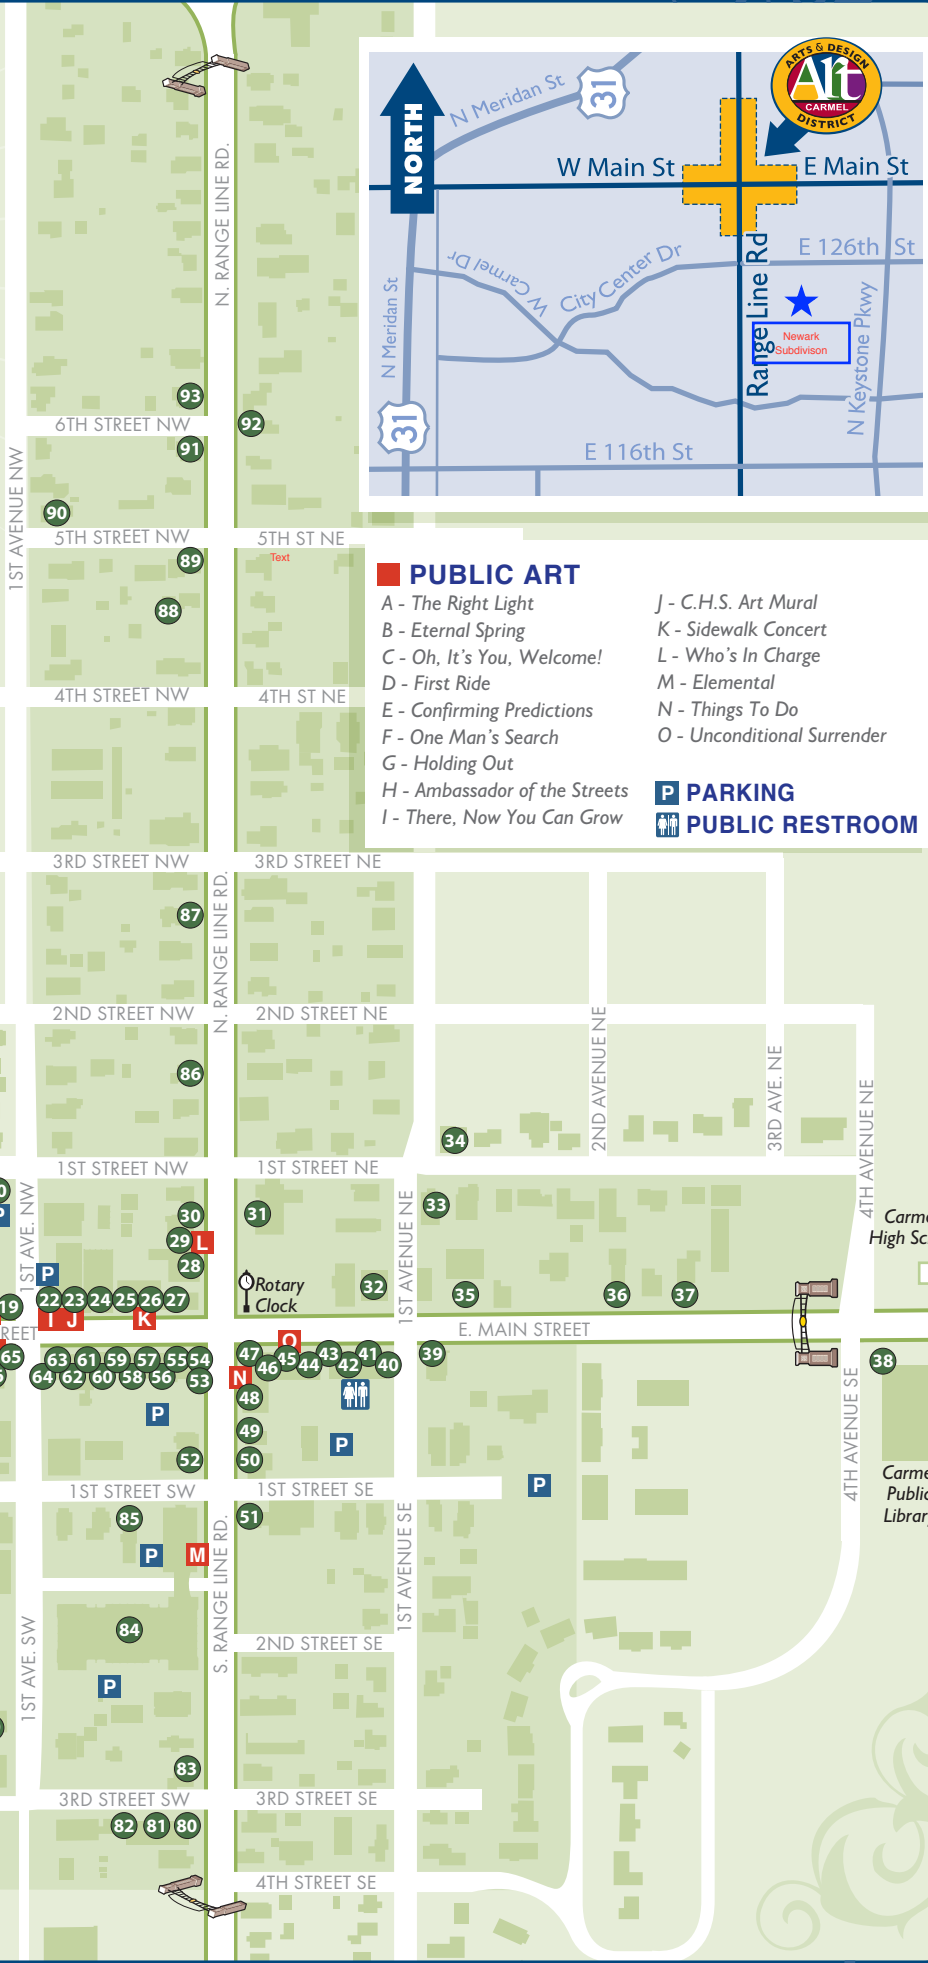 N. RANGE LINE RD.
NORTH
N Meridan St
31
ARTS & DESIGN
Art
CARMEL
DISTRICT
W Main St
E Main St
W Carmel Dr
City Center Dr
E 126th St
Range Line Rd
Newark
Subdivison
N Meridan St
N Keystone Pkwy
31
E 116th St
93
6TH STREET NW
92
91
1ST AVENUE NW
90
5TH STREET NW
5TH ST NE
89
Text
88
4TH STREET NW
4TH ST NE
PUBLIC ART
A - The Right Light
B - Eternal Spring
C - Oh, It's You, Welcome!
D - First Ride
E - Confirming Predictions
F - One Man's Search
G - Holding Out
H - Ambassador of the Streets
I - There, Now You Can Grow
J - C.H.S. Art Mural
K - Sidewalk Concert
L - Who's In Charge
M - Elemental
N - Things To Do
O - Unconditional Surrender
P PARKING
PUBLIC RESTROOM
3RD STREET NW
3RD STREET NE
87
N. RANGE LINE RD.
2ND STREET NW
2ND STREET NE
2ND AVENUE NE
3RD AVE. NE
4TH AVENUE NE
86
34
1ST STREET NW
1ST STREET NE
1ST AVE. NW
1ST AVENUE NE
0
P
30
31
33
29
L
28
Carme
High Sc
P
Rotary
Clock
32
35
36
37
19
22
23
24
25
26
27
I
J
K
REET
E. MAIN STREET
65
63
61
59
57
55
54
64
62
60
58
56
53
O
47
46
45
44
43
42
41
40
39
38
N
48
P
49
P
52
50
P
4TH AVENUE SE
Carme
Public
Library
1ST STREET SW
1ST STREET SE
85
51
P
M
S. RANGE LINE RD.
1ST AVENUE SE
84
1ST AVE. SW
2ND STREET SE
P
83
3RD STREET SW
3RD STREET SE
82
81
80
4TH STREET SE